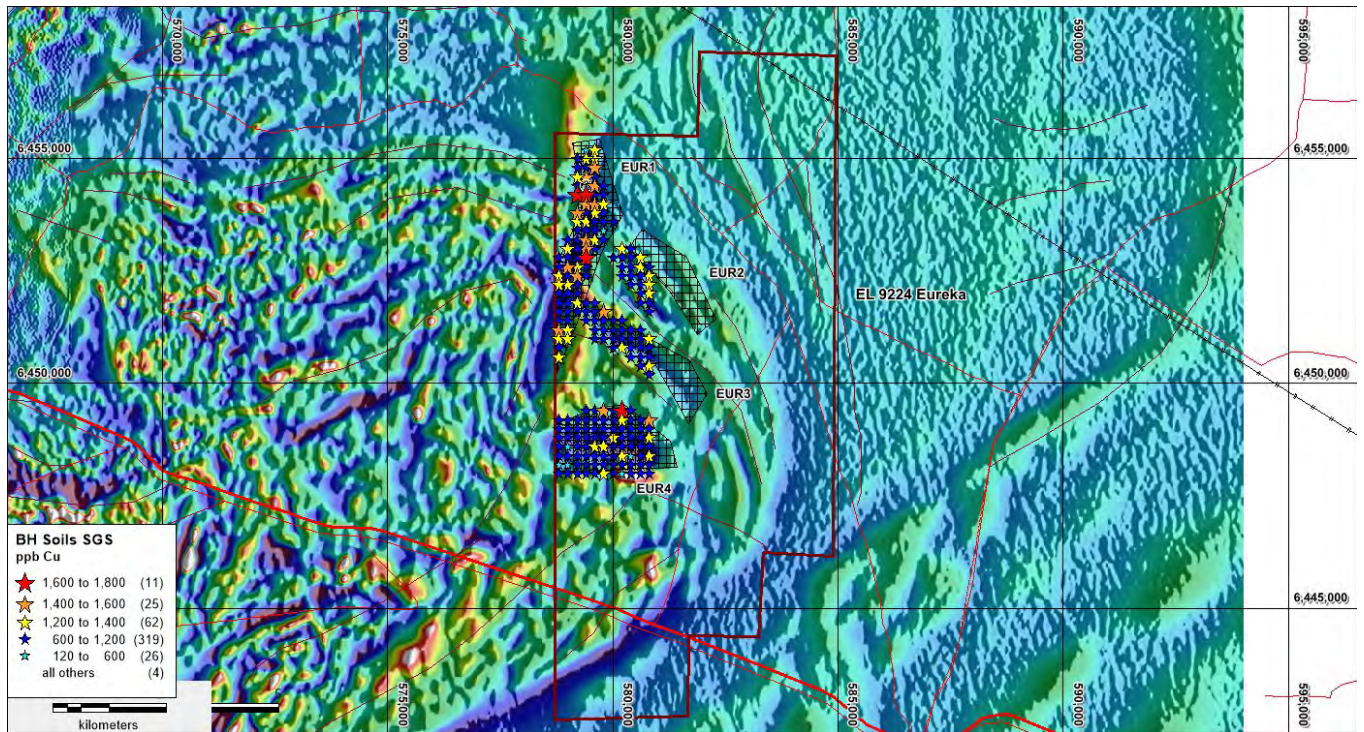 570,000
575,000
580,000
585,000
590,000
595,000
6,455,000
6,455,000
EUR1
EUR2
EL 9224 Eureka
6,450,000
6,450,000
EUR3
EUR4
BH Soils SGS
ppb Cu
1,600 to 1,800 (11)
1,400 to 1,600 (25)
1,200 to 1,400 (62)
600 to 1,200 (319)
120 to 600 (26)
all others (4)
kilometers
6,445,000
575,000
580,000
585,000
590,000
595,000